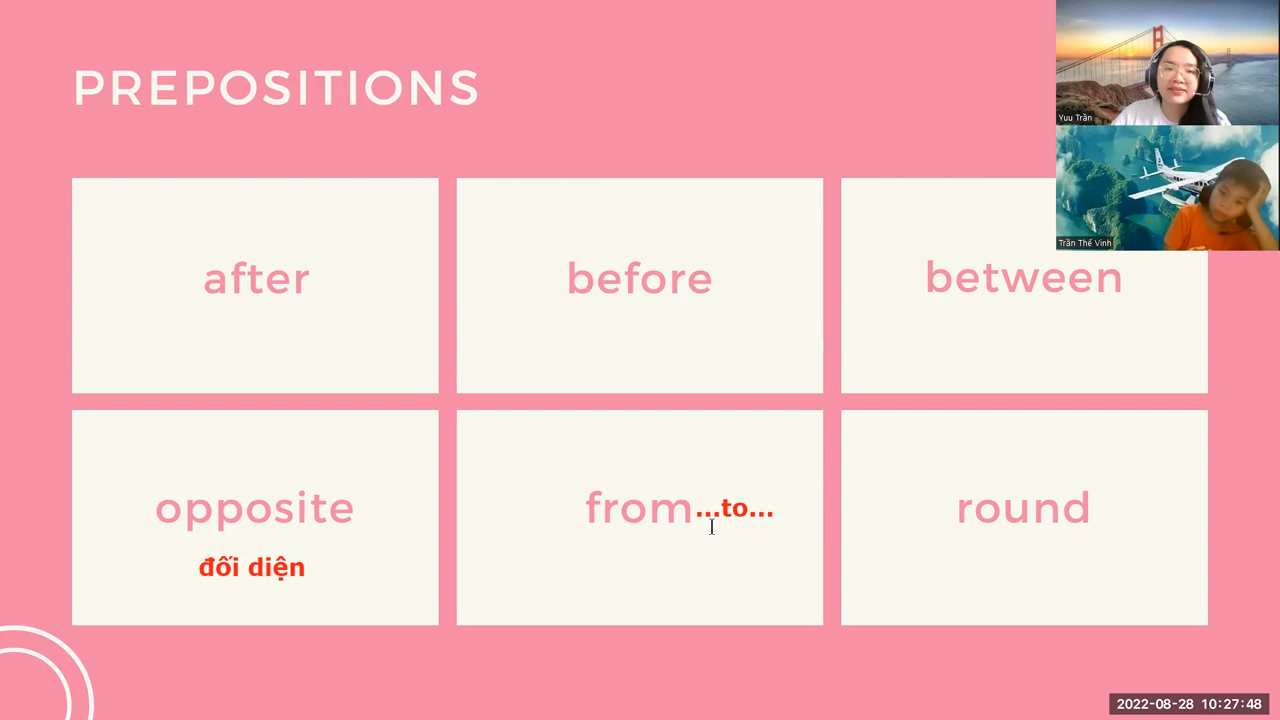 PREPOSITIONS
Yuu Trần
Trần Thế Vinh
after
before
between
opposite
from...to...
round
đối diện
2022-08-28 10:27:48